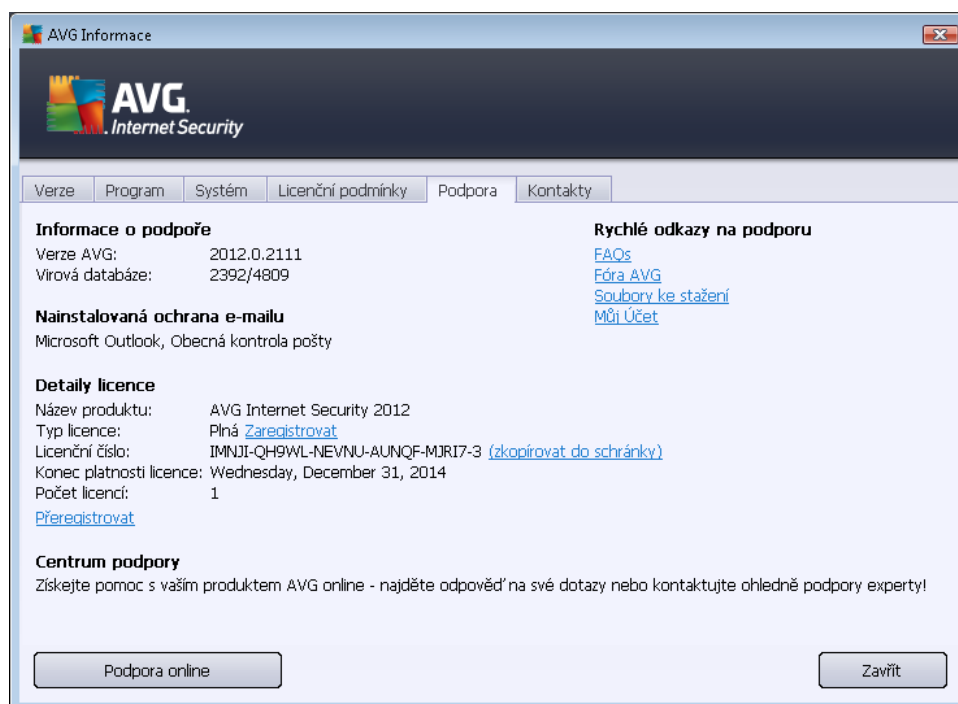 AVG Informace
AVG.
Internet Security
Verze Program Systém Licenční podmínky Podpora Kontakty
Informace o podpoře
Verze AVG: 2012.0.2111
Virová databáze: 2392/4809
Nainstalovaná ochrana e-mailu
Microsoft Outlook, Obecná kontrola pošty
Detaily licence
Název produktu: AVG Internet Security 2012
Typ licence: Plná Zaregistrovat
Licenční číslo: IMNJI-QH9WL-NEVNU-AUNQF-MJRI7-3 (zkopírovat do schránky)
Konec platnosti licence: Wednesday, December 31, 2014
Počet licencí: 1
Přeregistrovat
Rychlé odkazy na podporu
FAQs
Fóra AVG
Soubory ke stažení
Můj Účet
Centrum podpory
Získejte pomoc s vaším produktem AVG online - najděte odpověď na své dotazy nebo kontaktujte ohledně podpory experty!
Podpora online
Zavřít